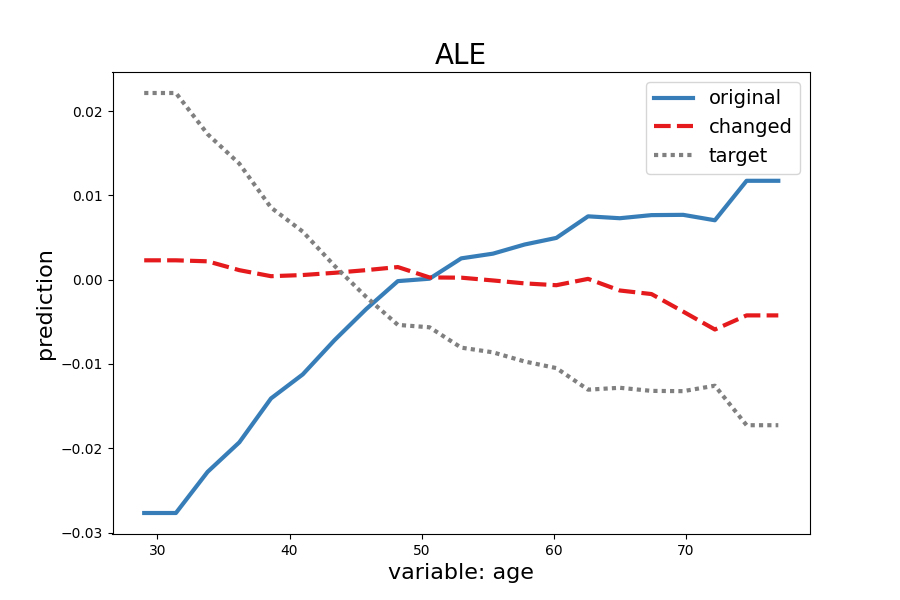 ALE
original
changed
target
0.02
0.01
0.00
−0.01
−0.02
−0.03
prediction
30 40 50 60 70
variable: age